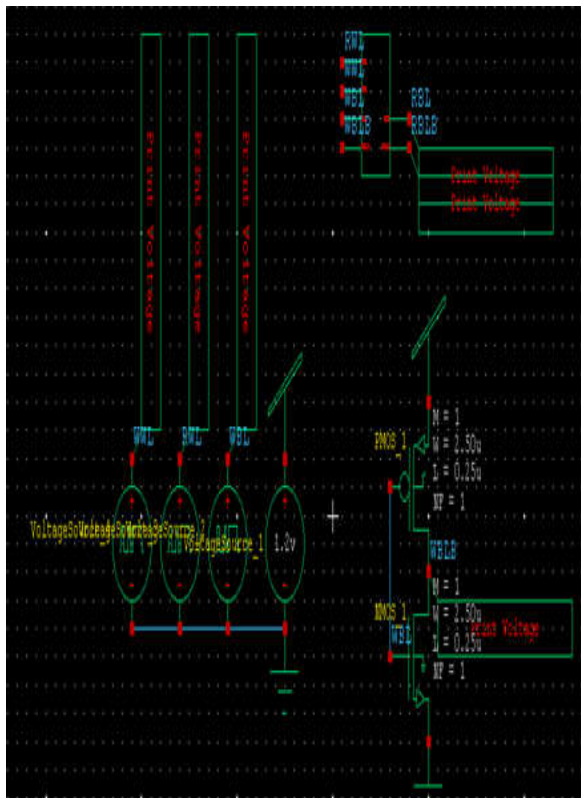 RWL
WWL
WBL
WBLB
RBL
RBLB
Print Voltage
Print Voltage
Print Voltage
Print Voltage
Print Voltage
WWL
RWL
WBL
VoltageSource_2
VoltageSource_1
1.2v
PMOS_1
M = 1
W = 2.50u
L = 0.25u
NF = 1
WBLB
NMOS_1
WBL
M = 1
W = 2.50u
L = 0.25u
NF = 1
Print Voltage